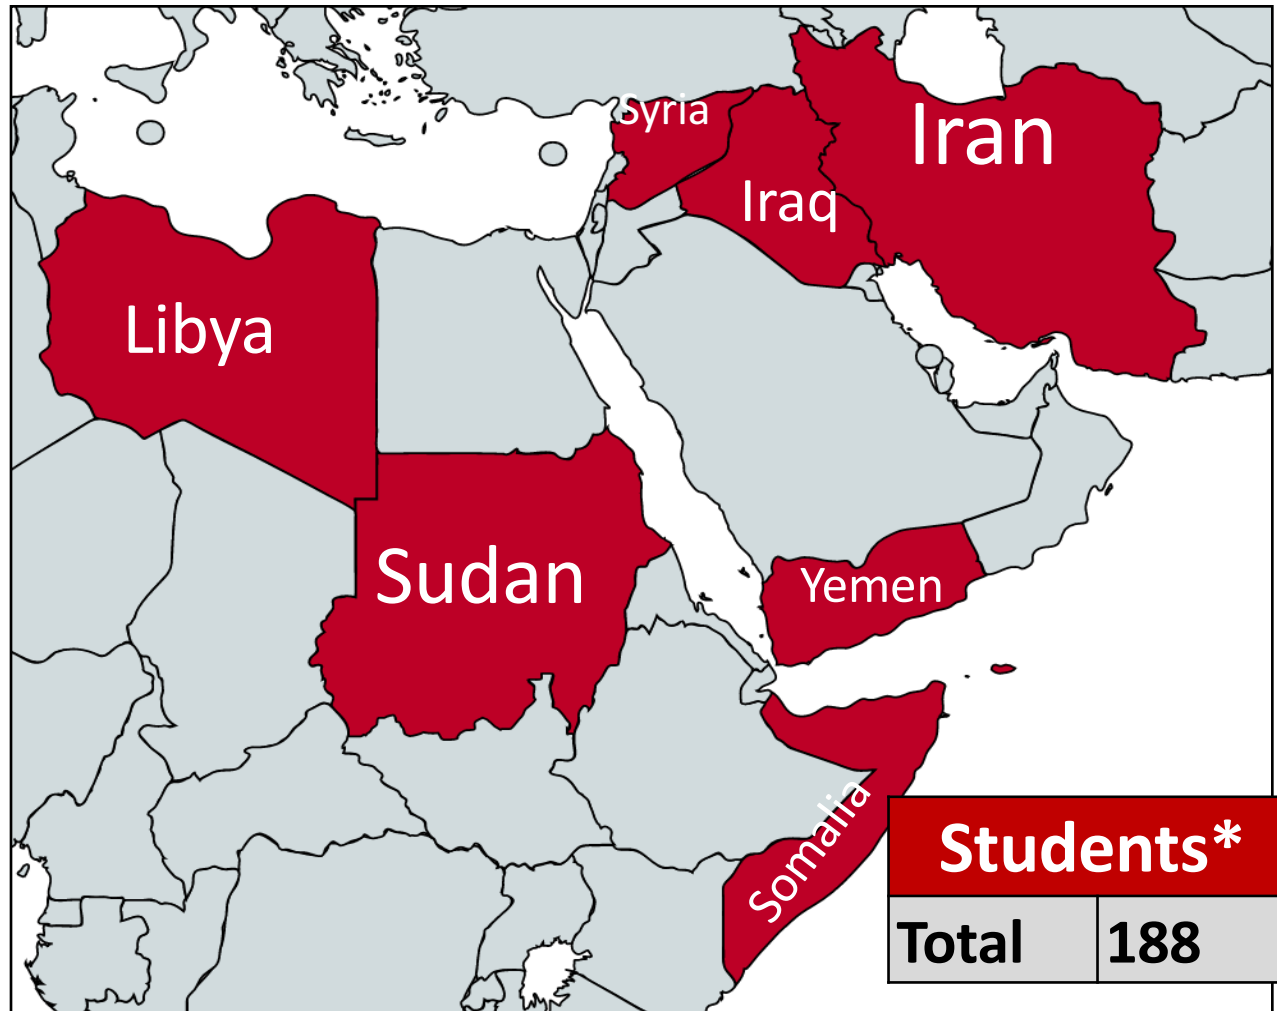 Syria
Iran
Iraq
Libya
Sudan
Yemen
Somalia
Students*
Total 188